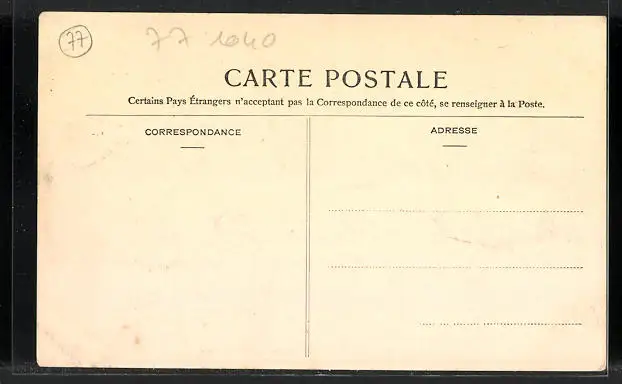 77 77 1040
CARTE POSTALE
Certains Pays Étrangers n'acceptant pas la Correspondance de ce côté, se renseigner à la Poste.
CORRESPONDANCE ADRESSE